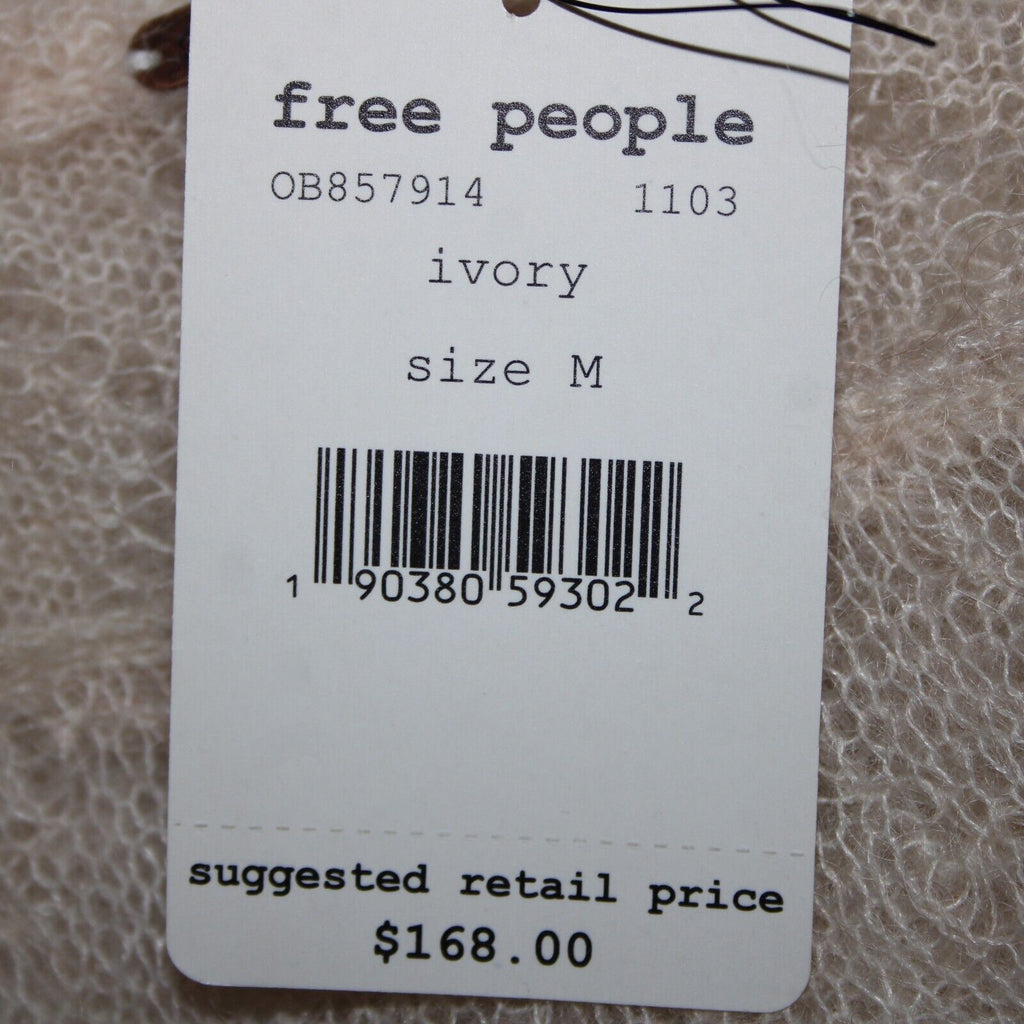 free people
OB857914 1103
ivory
size M
1 90380 59302 2
suggested retail price
$168.00